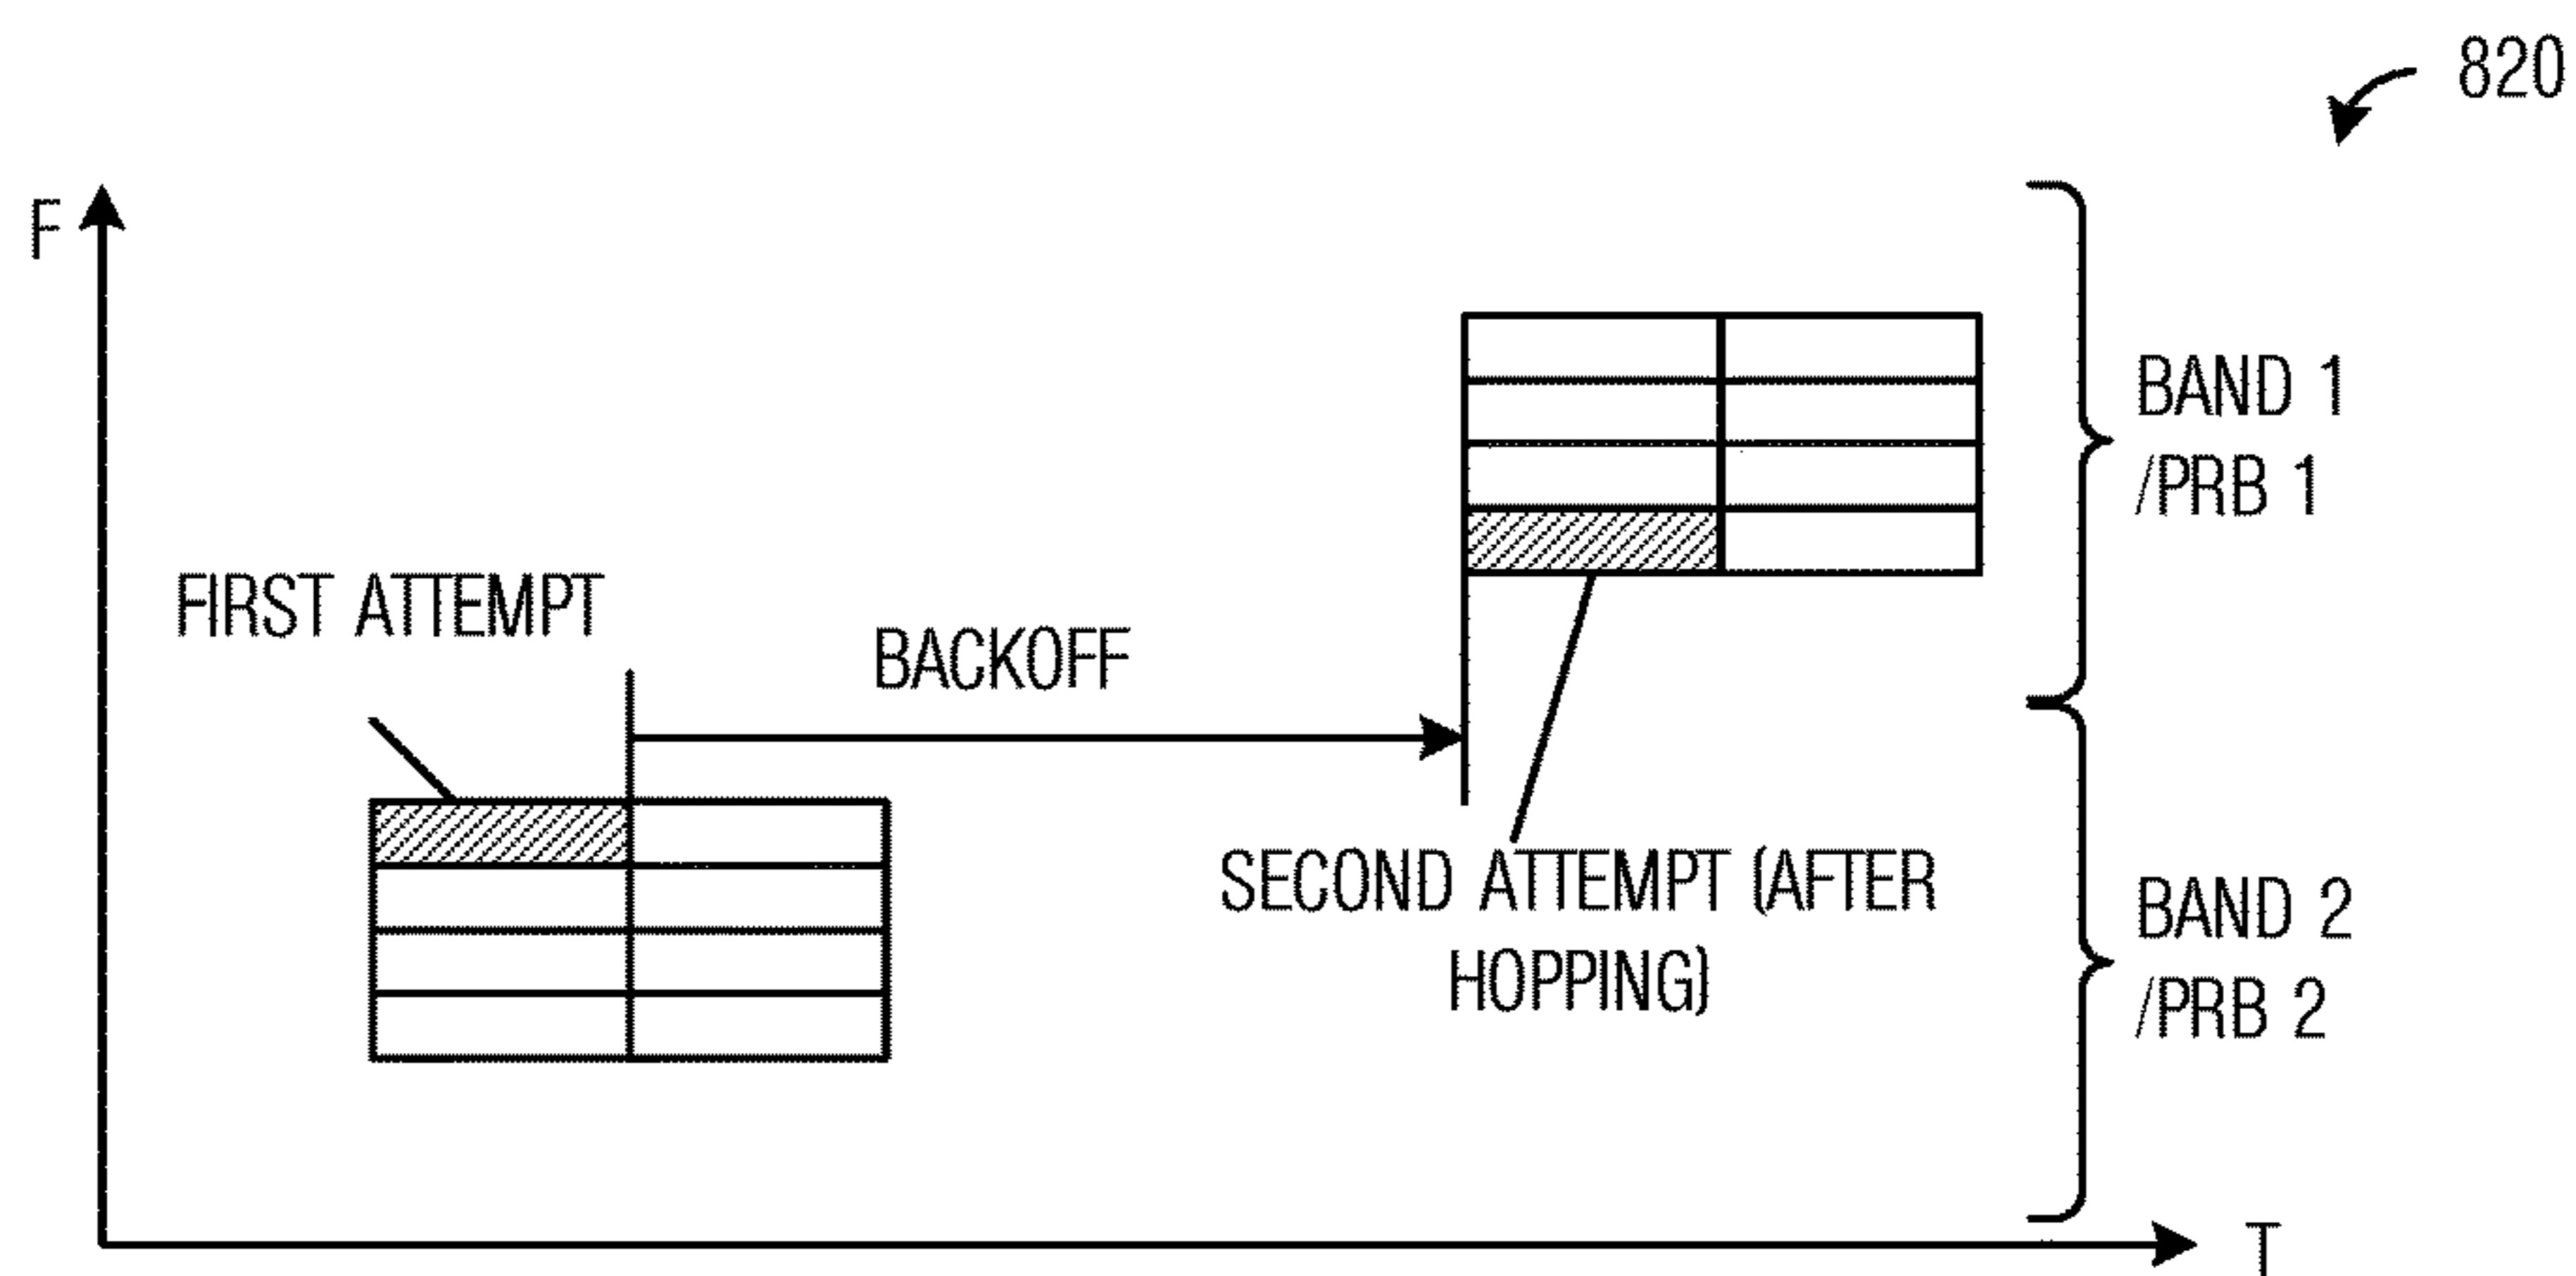 820
F
BAND 1
/PRB 1
FIRST ATTEMPT
BACKOFF
SECOND ATTEMPT (AFTER
HOPPING)
BAND 2
/PRB 2
T